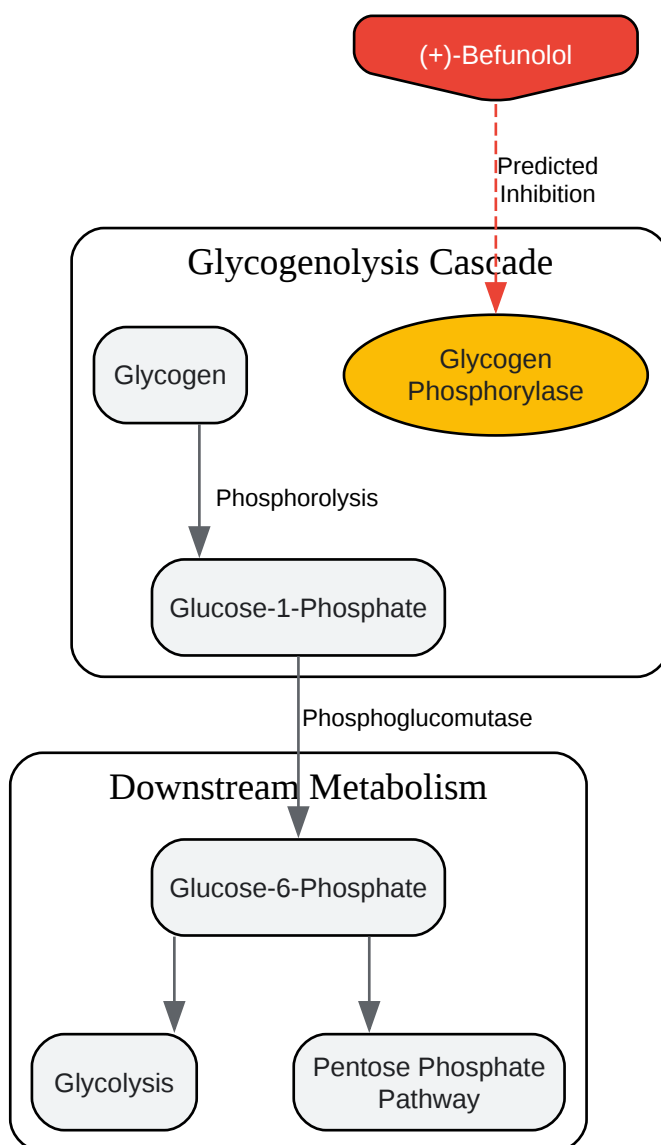 (+)-Befunolol
Predicted
Inhibition
Glycogenolysis Cascade
Glycogen
Glycogen
Phosphorylase
Phosphorolysis
Glucose-1-Phosphate
Phosphoglucomutase
Downstream Metabolism
Glucose-6-Phosphate
Glycolysis
Pentose Phosphate
Pathway